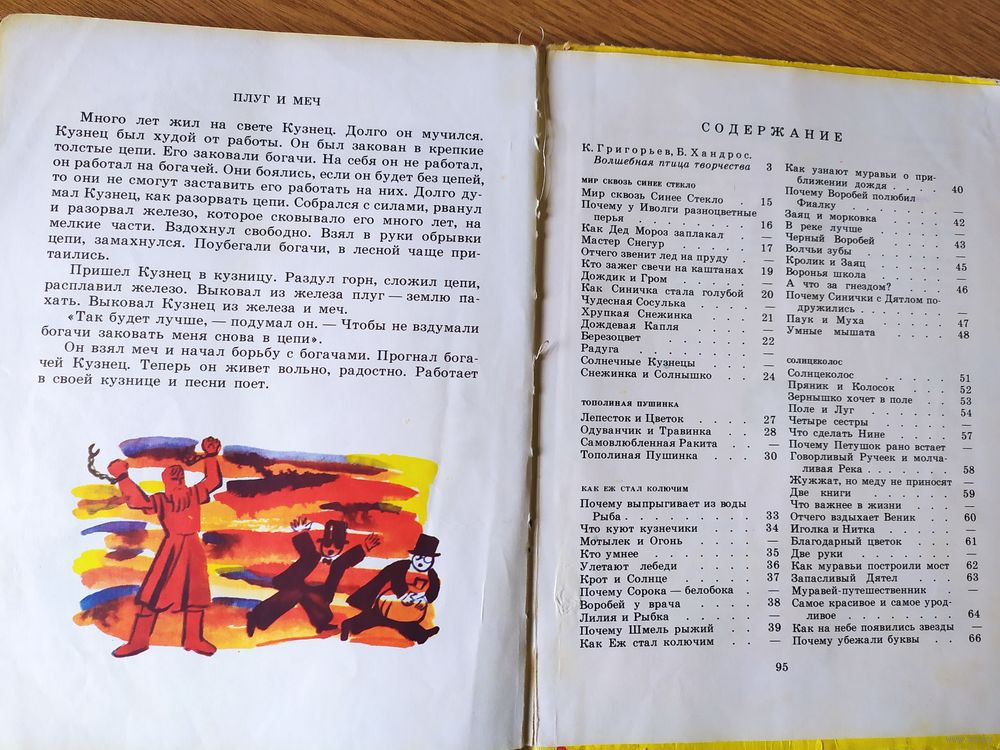 ПЛУГ И МЕЧ
Много лет жил на свете Кузнец. Долго он мучился.
Кузнец был худой от работы. Он был закован в крепкие
толстые цепи. Его заковали богачи. На себя он не работал,
он работал на богачей. Они боялись, если он будет без цепей,
то они не смогут заставить его работать на них. Долго ду-
мал Кузнец, как разорвать цепи. Собрался с силами, рванул
и разорвал железо, которое сковывало его много лет, на
мелкие части. Вздохнул свободно. Взял в руки обрывки
цепи, замахнулся. Поубегали богачи, в лесной чаще при-
таились.
Пришел Кузнец в кузницу. Раздул горн, сложил цепи,
расплавил железо. Выковал из железа плуг — землю па-
хать. Выковал Кузнец из железа и меч.
«Так будет лучше, — подумал он. — Чтобы не вздумали
богачи заковать меня снова в цепи».
Он взял меч и начал борьбу с богачами. Прогнал бога-
чей Кузнец. Теперь он живет вольно, радостно. Работает
в своей кузнице и песни поет.
СОДЕРЖАНИЕ
К. Григорьев, Б. Хандрос.
Волшебная птица творчества 3
МИР СКВОЗЬ СИНЕЕ СТЕКЛО
Мир сквозь Синее Стекло . . 15
Почему у Иволги разноцветные
перья . . . . . . . . 16
Как Дед Мороз заплакал . . —
Мастер Снегур . . . . . 17
Отчего звенит лед на пруду . —
Кто зажег свечи на каштанах 19
Дождик и Гром . . . . . —
Как Синичка стала голубой 20
Чудесная Сосулька . . . . —
Хрупкая Снежинка . . . . 21
Дождевая Капля . . . . . —
Березоцвет . . . . . . 22
Радуга . . . . . . . . —
Солнечные Кузнецы . . . . —
Снежинка и Солнышко . . 24
ТОПОЛИНАЯ ПУШИНКА
Лепесток и Цветок . . . . 27
Одуванчик и Травинка . . 28
Самовлюбленная Ракита . . —
Тополиная Пушинка . . . 30
КАК ЕЖ СТАЛ КОЛЮЧИМ
Почему выпрыгивает из воды
Рыба . . . . . . . . 33
Что куют кузнечики . . . 34
Мотылек и Огонь . . . . —
Кто умнее . . . . . . 35
Улетают лебеди . . . . . 36
Крот и Солнце . . . . . 37
Почему Сорока — белобока . —
Воробей у врача . . . . 38
Лилия и Рыбка . . . . . —
Почему Шмель рыжий . . 39
Как Еж стал колючим . . —
Как узнают муравьи о при-
ближении дождя . . . . 40
Почему Воробей полюбил
Фиалку . . . . . . . —
Заяц и морковка . . . . 42
В реке лучше . . . . . —
Черный Воробей . . . . 43
Волчьи зубы . . . . . . —
Кролик и Заяц . . . . . 45
Воронья школа . . . . . —
А что за гнездом? . . . . 46
Почему Синички с Дятлом по-
дружились . . . . . . —
Паук и Муха . . . . . 47
Умные мышата . . . . . 48
СОЛНЦЕКОЛОС
Солнцеколос . . . . . 51
Пряник и Колосок . . . . 52
Зернышко хочет в поле . . 53
Поле и Луг . . . . . . 54
Четыре сестры . . . . . —
Что сделать Нине . . . . 57
Почему Петушок рано встает —
Говорливый Ручеек и молча-
ливая Река . . . . . . 58
Жужжат, но меду не приносят —
Две книги . . . . . . 59
Что важнее в жизни . . . —
Отчего вздыхает Веник . . 60
Иголка и Нитка . . . . —
Благодарный цветок . . . 61
Две руки . . . . . . . —
Как муравьи построили мост 62
Запасливый Дятел . . . . 63
Муравей-путешественник . —
Самое красивое и самое урод-
ливое . . . . . . . . 64
Как на небе появились звезды —
Почему убежали буквы . . 66
95